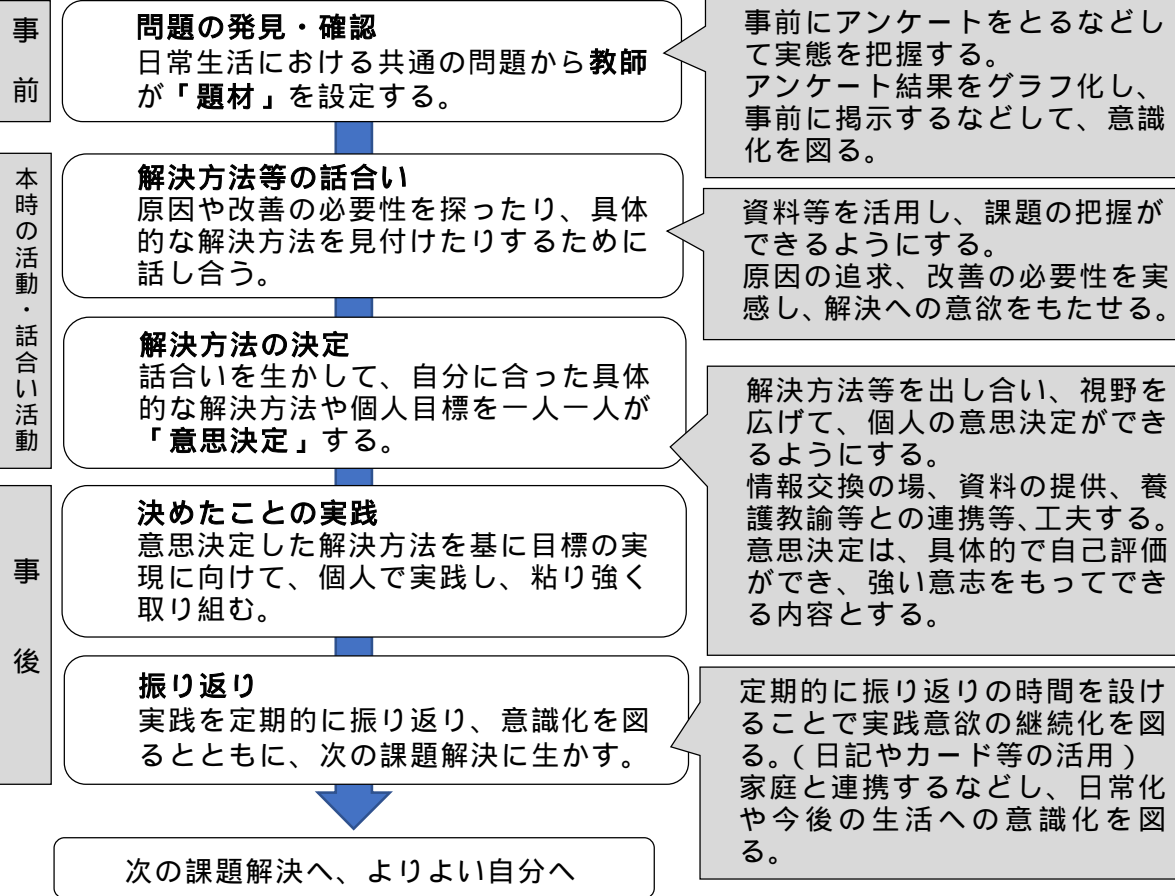 事前
問題の発見・確認
日常生活における共通の問題から教師
が「題材」を設定する。
事前にアンケートをとるなどし
て実態を把握する。
アンケート結果をグラフ化し、
事前に掲示するなどして、意識
化を図る。
本時の活動・話合い活動
解決方法等の話合い
原因や改善の必要性を探ったり、具体
的な解決方法を見付けたりするために
話し合う。
資料等を活用し、課題の把握が
できるようにする。
原因の追求、改善の必要性を実
感し、解決への意欲をもたせる。
解決方法の決定
話合いを生かして、自分に合った具体
的な解決方法や個人目標を一人一人が
「意思決定」する。
解決方法等を出し合い、視野を
広げて、個人の意思決定ができ
るようにする。
情報交換の場、資料の提供、養
護教諭等との連携等、工夫する。
意思決定は、具体的で自己評価
ができ、強い意志をもってでき
る内容とする。
事後
決めたことの実践
意思決定した解決方法を基に目標の実
現に向けて、個人で実践し、粘り強く
取り組む。
振り返り
実践を定期的に振り返り、意識化を図
るとともに、次の課題解決に生かす。
定期的に振り返りの時間を設け
ることで実践意欲の継続化を図
る。(日記やカード等の活用)
家庭と連携するなどし、日常化
や今後の生活への意識化を図
る。
次の課題解決へ、よりよい自分へ